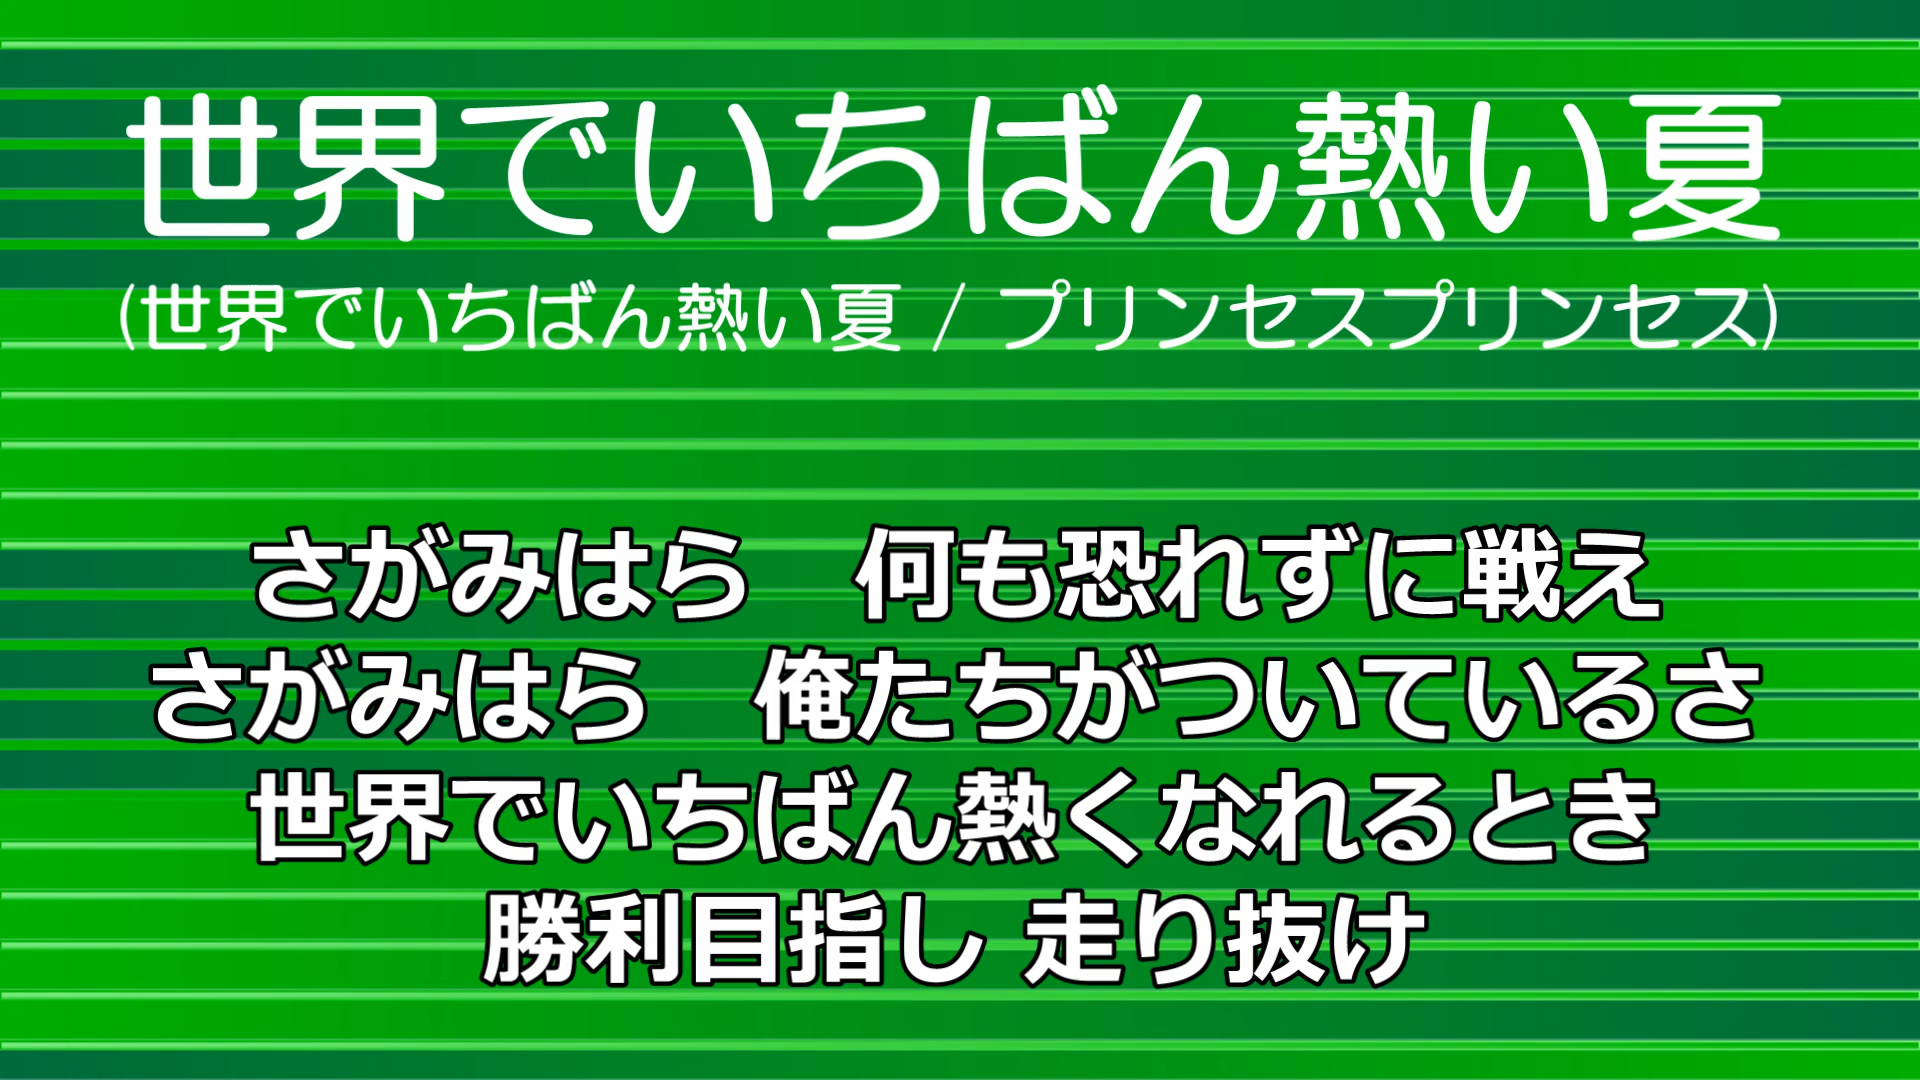 世界でいちばん熱い夏
(世界でいちばん熱い夏 / プリンセスプリンセス)
さがみはら　何も恐れずに戦え
さがみはら　俺たちがついているさ
世界でいちばん熱くなれるとき
勝利目指し 走り抜け